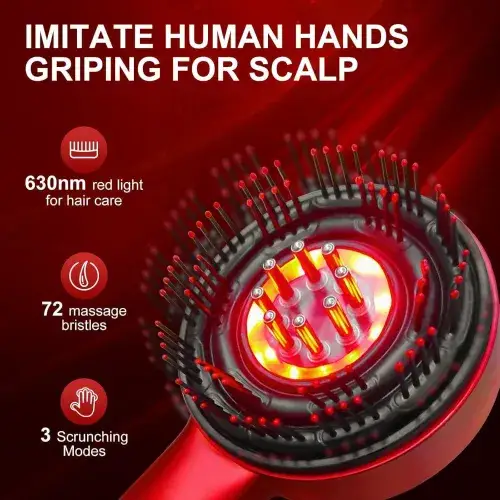 IMITATE HUMAN HANDS
GRIPING FOR SCALP
630nm red light
for hair care
72 massage
bristles
3 Scrunching
Modes